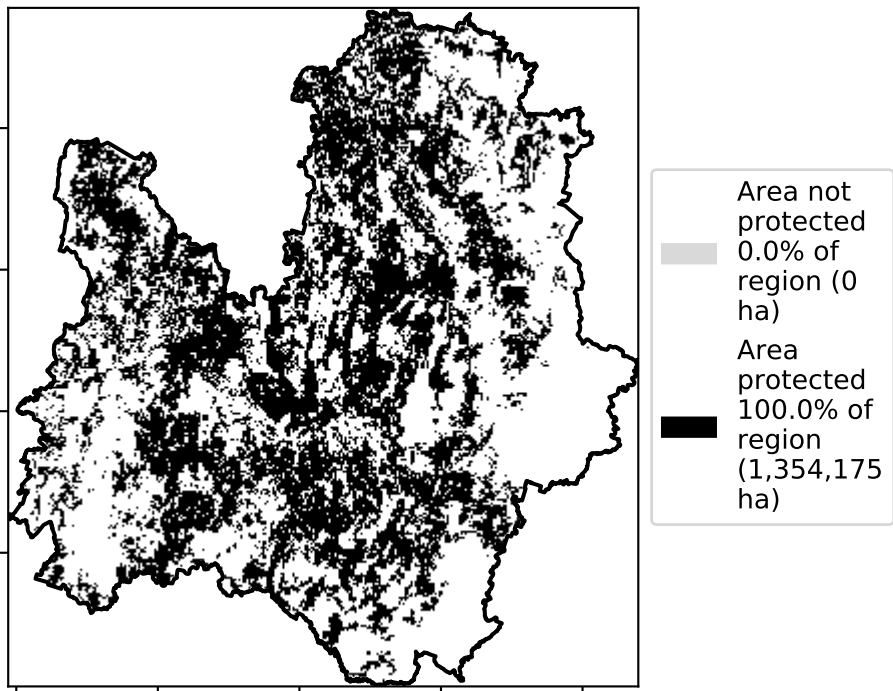 Area not
protected
0.0% of
region (0
ha)
Area
protected
100.0% of
region
(1,354,175
ha)